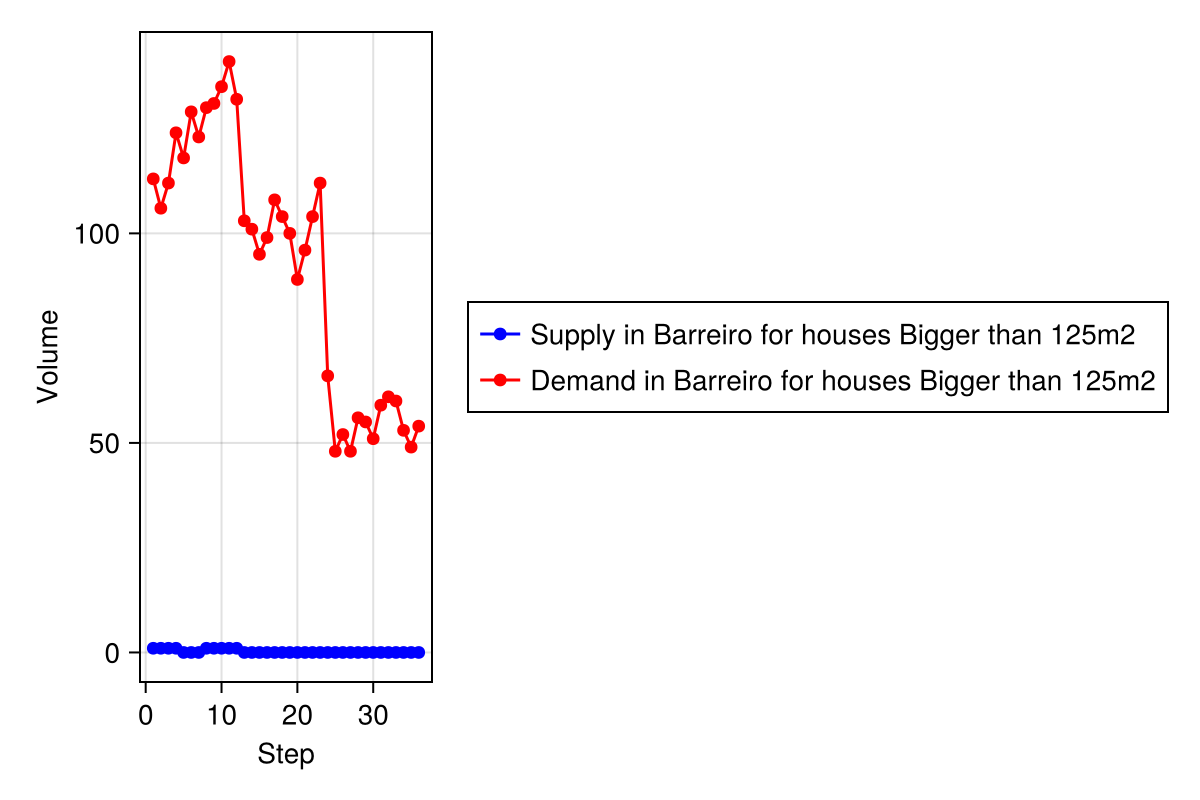 Volume
100
50
0
0 10 20 30
Step
Supply in Barreiro for houses Bigger than 125m2
Demand in Barreiro for houses Bigger than 125m2